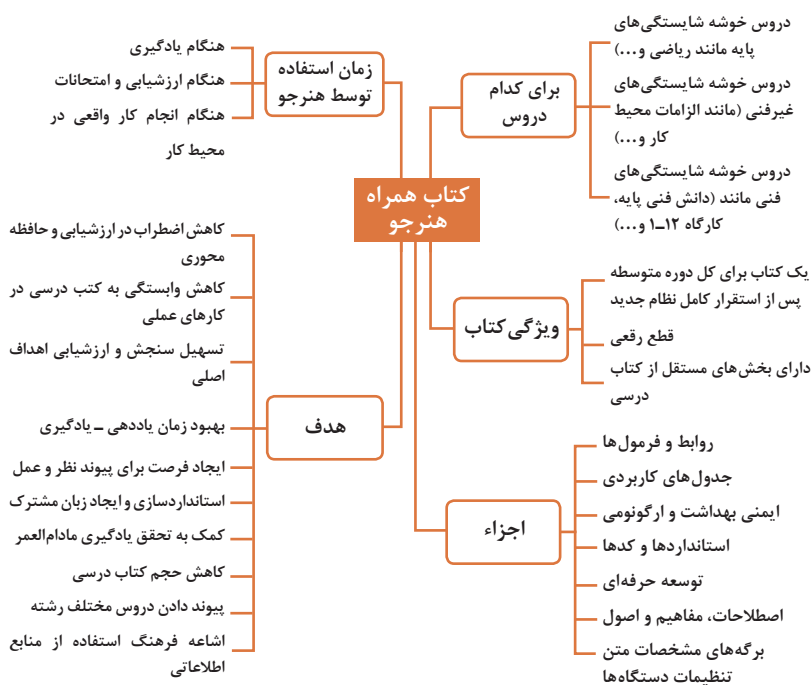 کتاب همراه
هنرجو
برای کدام
دروس
دروس خوشه شایستگی‌های
پایه مانند ریاضی و...)
دروس خوشه شایستگی‌های
غیرفنی (مانند الزامات محیط
کار و...)
دروس خوشه شایستگی‌های
فنی مانند (دانش فنی پایه،
کارگاه ۱۲ـ۱ و...)
ویژگی کتاب
یک کتاب برای کل دوره متوسطه
پس از استقرار کامل نظام جدید
قطع رقعی
دارای بخش‌های مستقل از کتاب
درسی
اجزاء
روابط و فرمول‌ها
جدول‌های کاربردی
ایمنی بهداشت و ارگونومی
استانداردها و کدها
توسعه حرفه‌ای
اصطلاحات، مفاهیم و اصول
برگه‌های مشخصات متن
تنظیمات دستگاه‌ها
زمان استفاده
توسط هنرجو
هنگام یادگیری
هنگام ارزشیابی و امتحانات
هنگام انجام کار واقعی در
محیط کار
هدف
کاهش اضطراب در ارزشیابی و حافظه
محوری
کاهش وابستگی به کتب درسی در
کارهای عملی
تسهیل سنجش و ارزشیابی اهداف
اصلی
بهبود زمان یاددهی ـ یادگیری
ایجاد فرصت برای پیوند نظر و عمل
استانداردسازی و ایجاد زبان مشترک
کمک به تحقق یادگیری مادام‌العمر
کاهش حجم کتاب درسی
پیوند دادن دروس مختلف رشته
اشاعه فرهنگ استفاده از منابع
اطلاعاتی